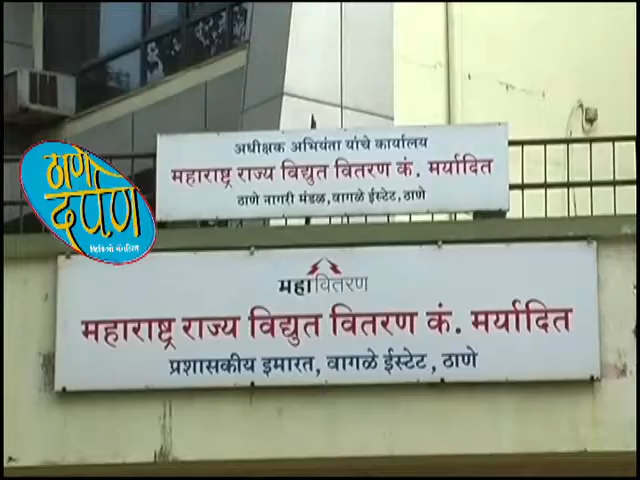 अधीक्षक अभियंता यांचे कार्यालय
महाराष्ट्र राज्य विद्युत वितरण कं. मर्यादित
ठाणे नागरी मंडळ,वागळे ईस्टेट,ठाणे
ठाणे
दर्पण
महावितरण
महाराष्ट्र राज्य विद्युत वितरण कं. मर्यादित
प्रशासकीय इमारत, वागळे ईस्टेट, ठाणे